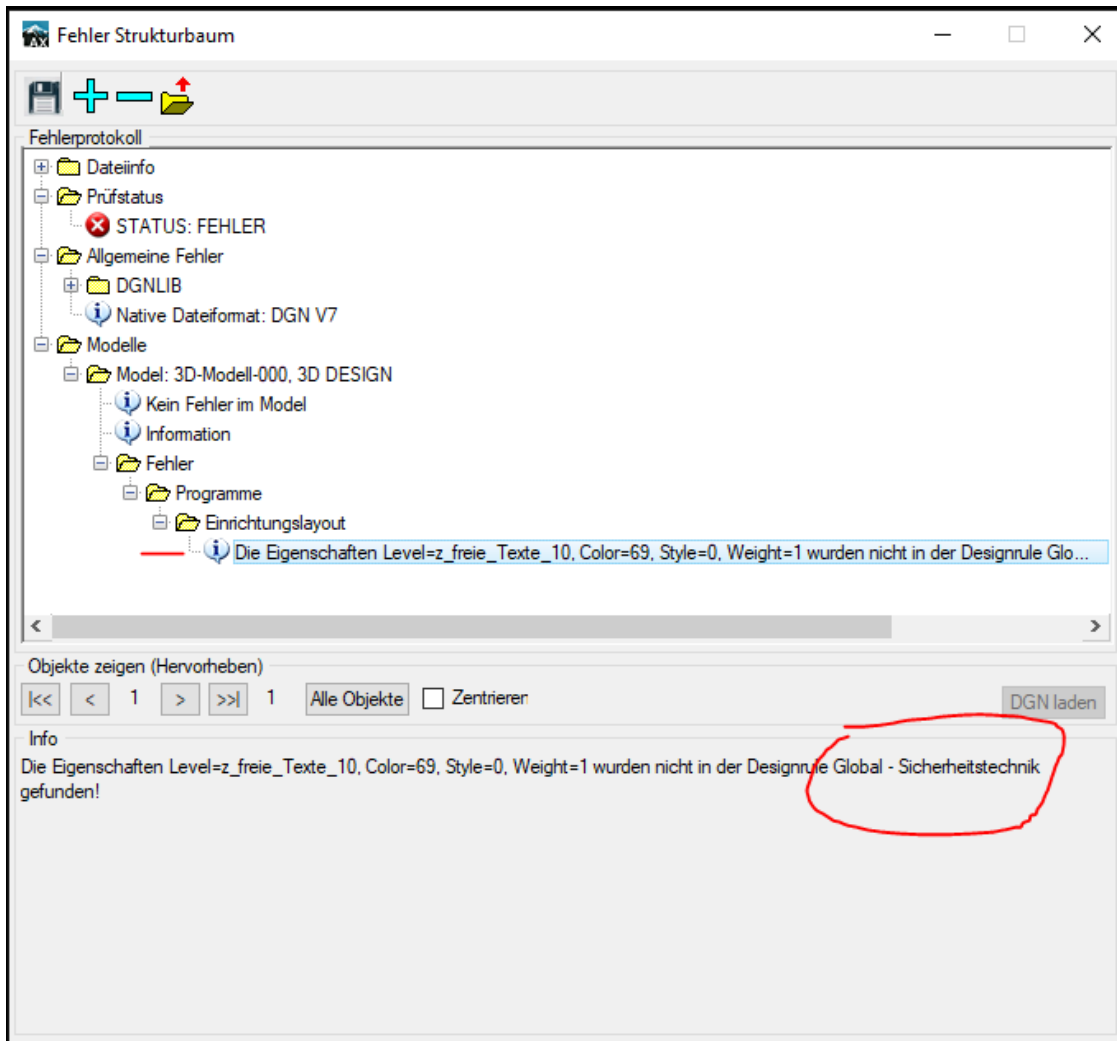 AX
Fehler Strukturbaum
Fehlerprotokoll
Dateiinfo
Prüfstatus
STATUS: FEHLER
Allgemeine Fehler
DGNLIB
Native Dateiformat: DGN V7
Modelle
Model: 3D-Modell-000, 3D DESIGN
Kein Fehler im Model
Information
Fehler
Programme
Einrichtungslayout
Die Eigenschaften Level=z_freie_Texte_10, Color=69, Style=0, Weight=1 wurden nicht in der Designrule Glo...
Objekte zeigen (Hervorheben)
|<< < 1 > >>| 1 Alle Objekte Zentrieren DGN laden
Info
Die Eigenschaften Level=z_freie_Texte_10, Color=69, Style=0, Weight=1 wurden nicht in der Designrule Global - Sicherheitstechnik
gefunden!